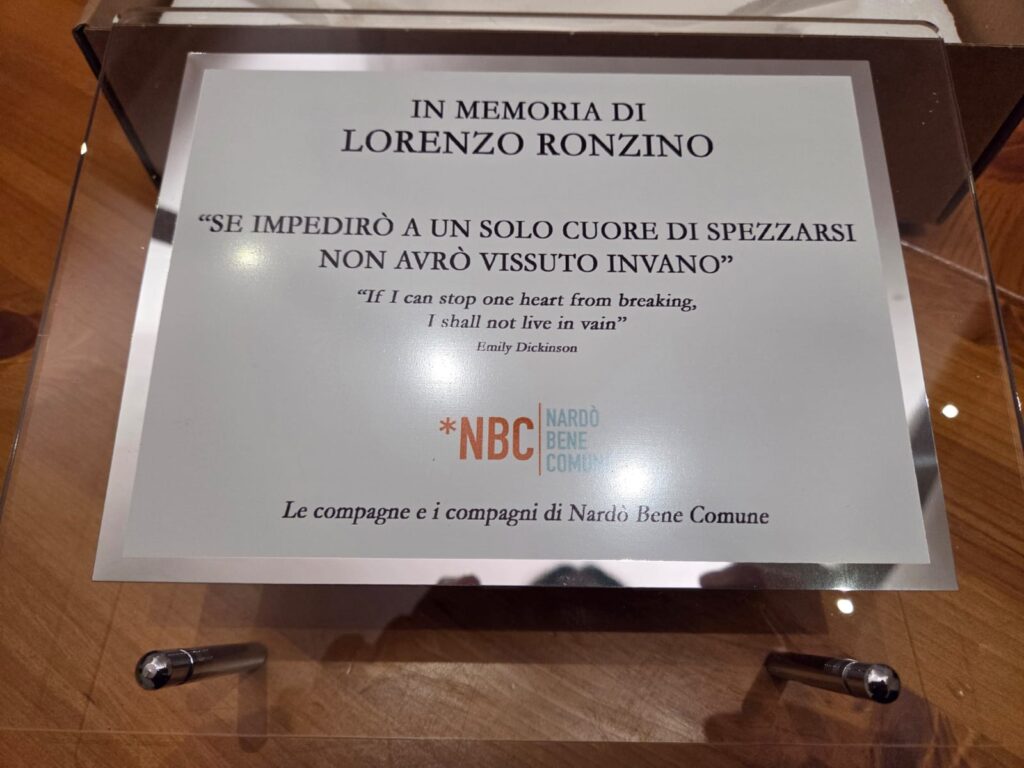 IN MEMORIA DI
LORENZO RONZINO
“SE IMPEDIRÒ A UN SOLO CUORE DI SPEZZARSI
NON AVRÒ VISSUTO INVANO”
“If I can stop one heart from breaking,
I shall not live in vain”
Emily Dickinson
*NBC
NARDÒ
BENE
COMUNE
Le compagne e i compagni di Nardò Bene Comune